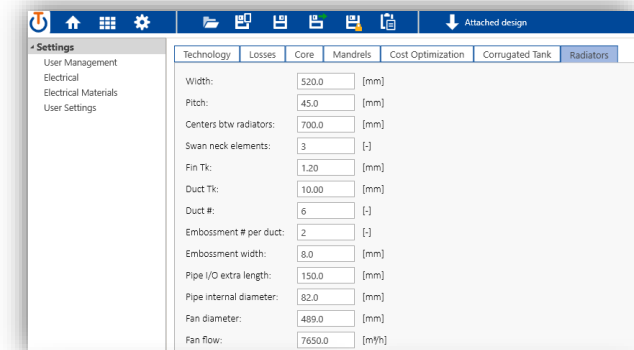 Attached design
Settings
User Management
Electrical
Electrical Materials
User Settings
Technology Losses Core Mandrels Cost Optimization Corrugated Tank Radiators
Width: 520.0 [mm]
Pitch: 45.0 [mm]
Centers btw radiators: 700.0 [mm]
Swan neck elements: 3 [-]
Fin Tk: 1.20 [mm]
Duct Tk: 10.00 [mm]
Duct #: 6 [-]
Embossment # per duct: 2 [-]
Embossment width: 8.0 [mm]
Pipe I/O extra length: 150.0 [mm]
Pipe internal diameter: 82.0 [mm]
Fan diameter: 489.0 [mm]
Fan flow: 7650.0 [m³/h]